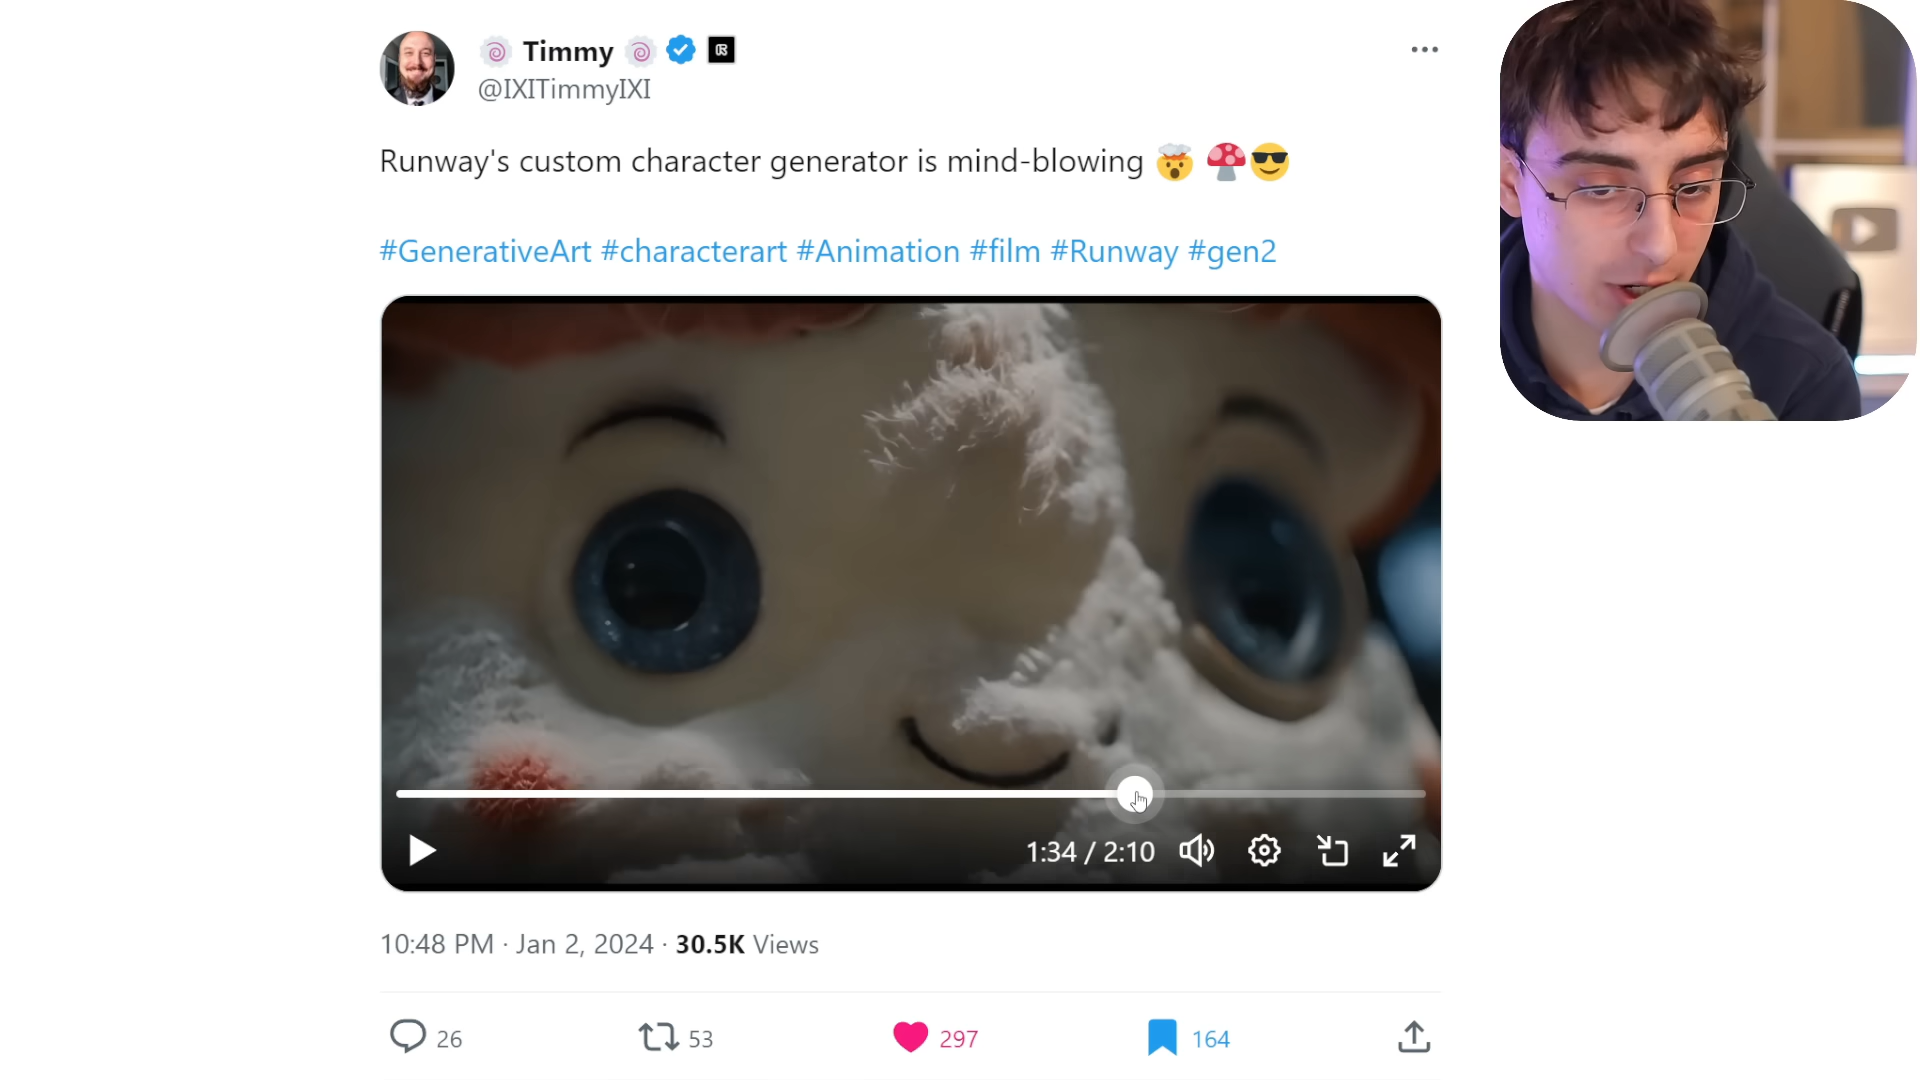 Timmy
@IXITimmyIXI
Runway's custom character generator is mind-blowing 🤯 🍄😎
#GenerativeArt #characterart #Animation #film #Runway #gen2
1:34 / 2:10
10:48 PM · Jan 2, 2024 · 30.5K Views
26 53 297 164